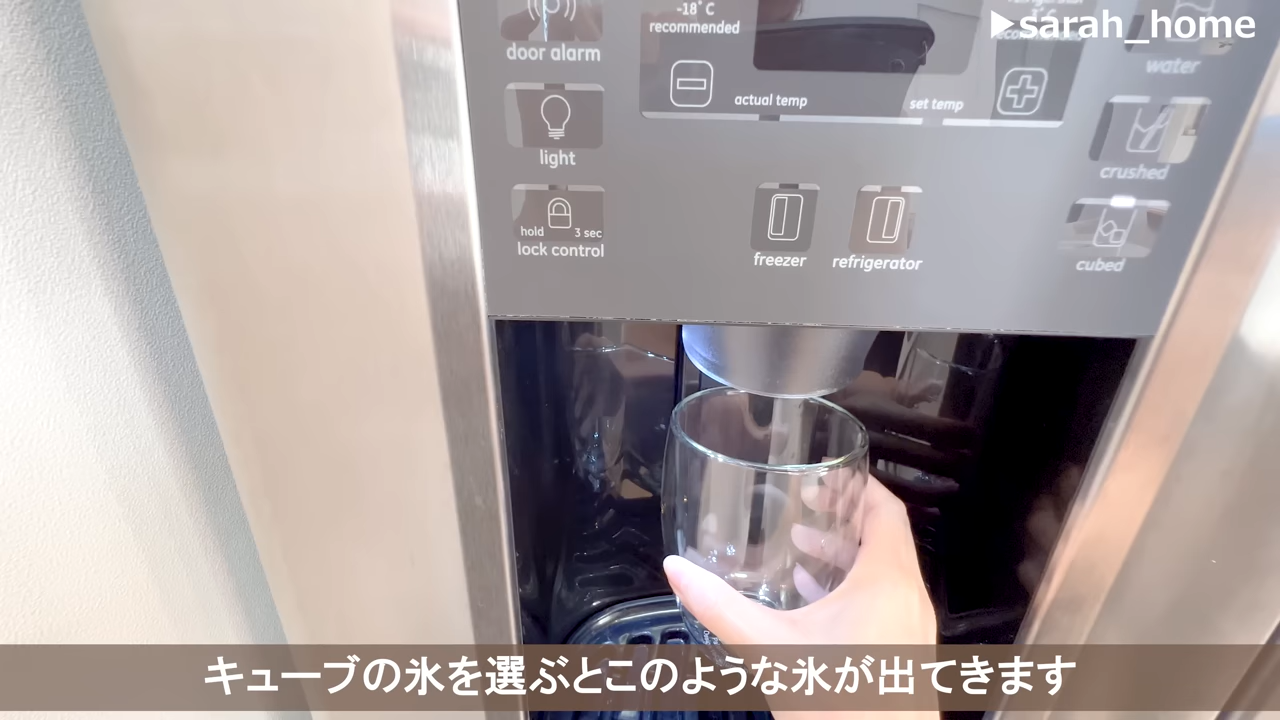 ▶sarah_home
-18°C
recommended
door alarm
water
actual temp
set temp
light
crushed
hold 3 sec
lock control
freezer
refrigerator
cubed
キューブの氷を選ぶとこのような氷が出てきます